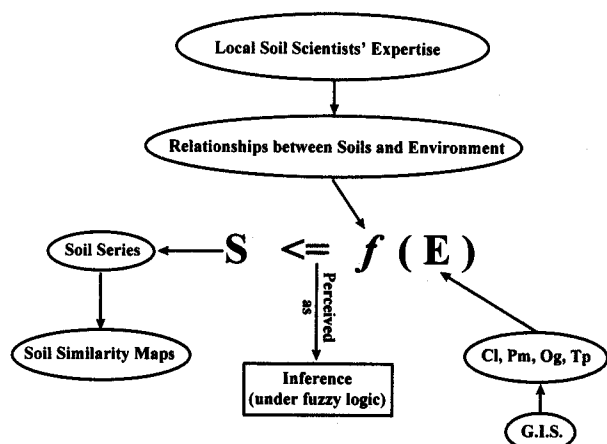 Local Soil Scientists' Expertise
Relationships between Soils and Environment
Soil Series
S <= f ( E )
Perceived
as
Soil Similarity Maps
Inference
(under fuzzy logic)
Cl, Pm, Og, Tp
G.I.S.